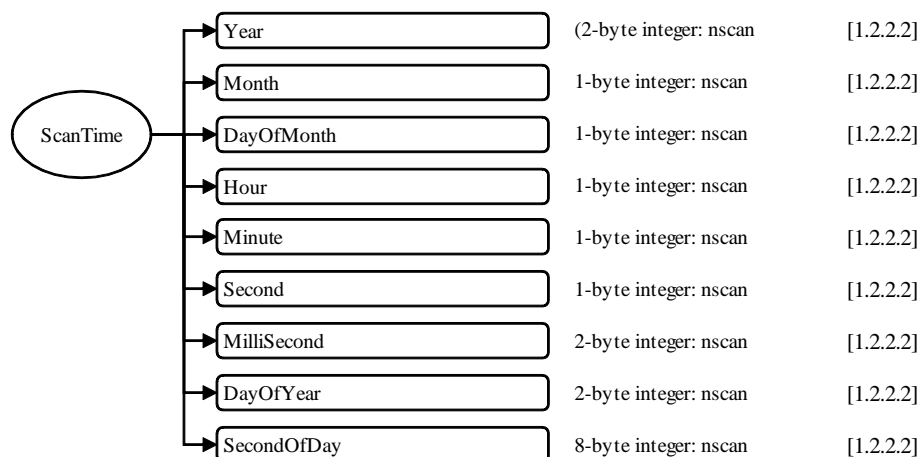 Year (2-byte integer: nscan [1.2.2.2]
Month 1-byte integer: nscan [1.2.2.2]
ScanTime DayOfMonth 1-byte integer: nscan [1.2.2.2]
Hour 1-byte integer: nscan [1.2.2.2]
Minute 1-byte integer: nscan [1.2.2.2]
Second 1-byte integer: nscan [1.2.2.2]
MilliSecond 2-byte integer: nscan [1.2.2.2]
DayOfYear 2-byte integer: nscan [1.2.2.2]
SecondOfDay 8-byte integer: nscan [1.2.2.2]